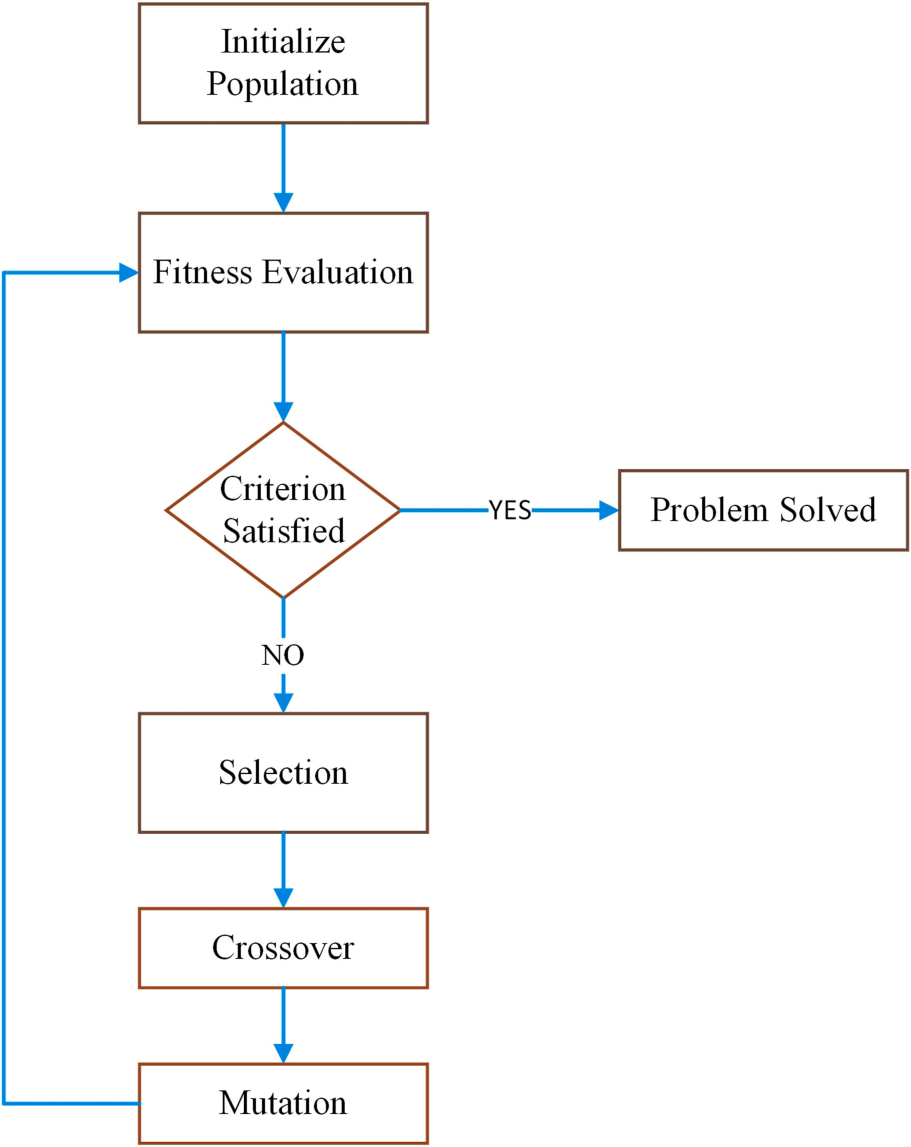 Initialize
Population
Fitness Evaluation
Criterion
Satisfied
YES
Problem Solved
NO
Selection
Crossover
Mutation